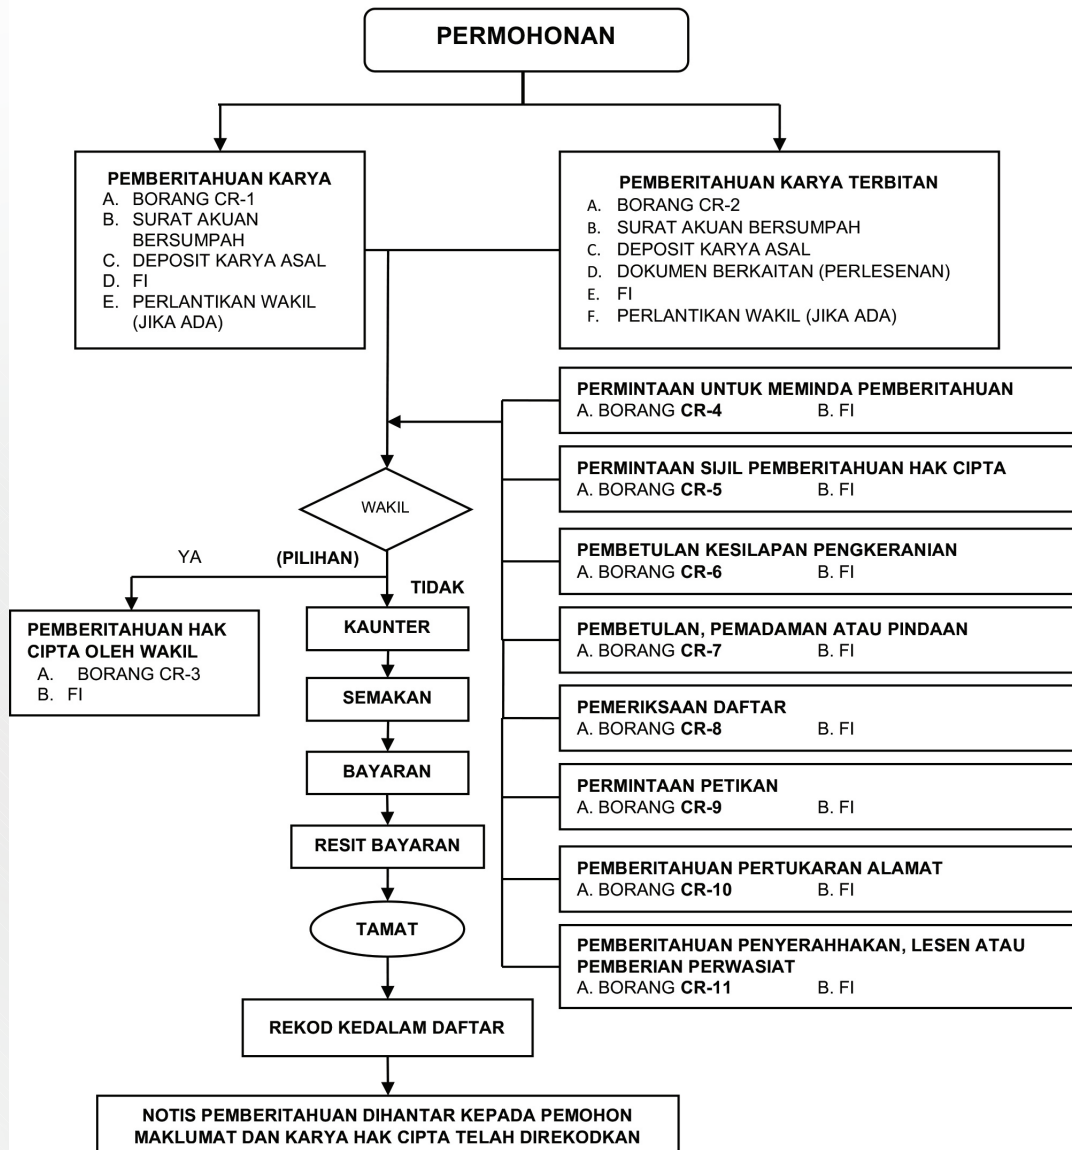 PERMOHONAN
PEMBERITAHUAN KARYA
A. BORANG CR-1
B. SURAT AKUAN
BERSUMPAH
C. DEPOSIT KARYA ASAL
D. FI
E. PERLANTIKAN WAKIL
(JIKA ADA)
PEMBERITAHUAN KARYA TERBITAN
A. BORANG CR-2
B. SURAT AKUAN BERSUMPAH
C. DEPOSIT KARYA ASAL
D. DOKUMEN BERKAITAN (PERLESENAN)
E. FI
F. PERLANTIKAN WAKIL (JIKA ADA)
PERMINTAAN UNTUK MEMINDA PEMBERITAHUAN
A. BORANG CR-4 B. FI
PERMINTAAN SIJIL PEMBERITAHUAN HAK CIPTA
A. BORANG CR-5 B. FI
PEMBETULAN KESILAPAN PENGKERANIAN
A. BORANG CR-6 B. FI
PEMBETULAN, PEMADAMAN ATAU PINDAAN
A. BORANG CR-7 B. FI
PEMERIKSAAN DAFTAR
A. BORANG CR-8 B. FI
PERMINTAAN PETIKAN
A. BORANG CR-9 B. FI
PEMBERITAHUAN PERTUKARAN ALAMAT
A. BORANG CR-10 B. FI
PEMBERITAHUAN PENYERAHHAKAN, LESEN ATAU
PEMBERIAN PERWASIAT
A. BORANG CR-11 B. FI
WAKIL
YA (PILIHAN)
TIDAK
PEMBERITAHUAN HAK
CIPTA OLEH WAKIL
A. BORANG CR-3
B. FI
KAUNTER
SEMAKAN
BAYARAN
RESIT BAYARAN
TAMAT
REKOD KEDALAM DAFTAR
NOTIS PEMBERITAHUAN DIHANTAR KEPADA PEMOHON
MAKLUMAT DAN KARYA HAK CIPTA TELAH DIREKODKAN